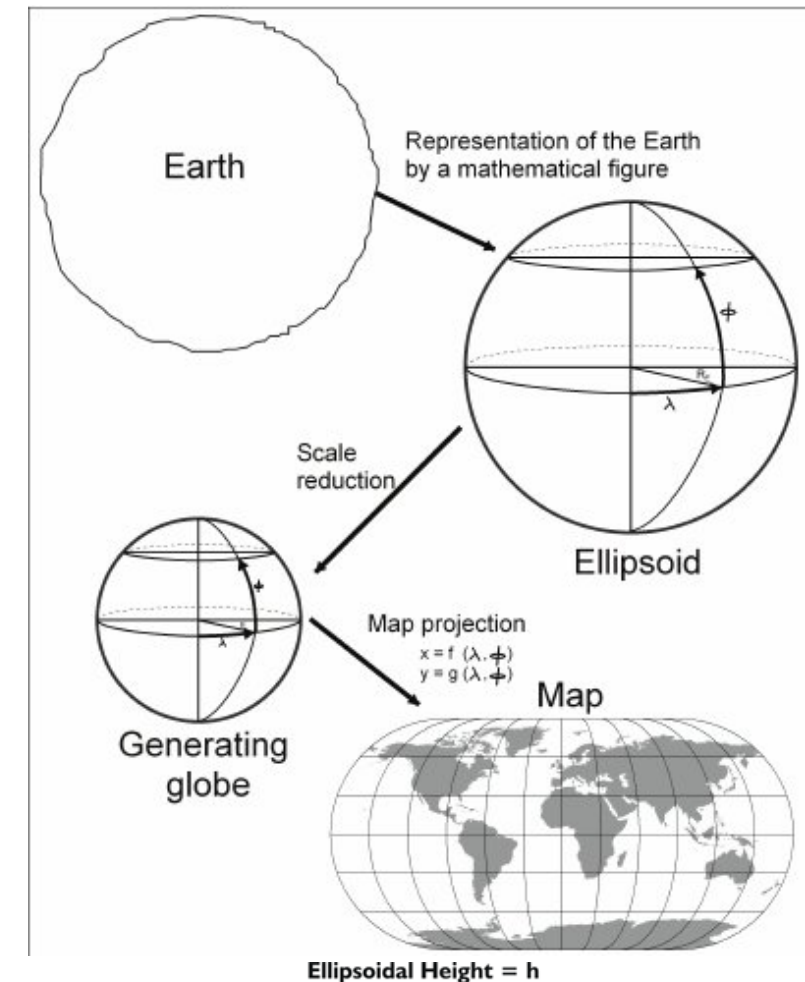 Earth
Representation of the Earth
by a mathematical figure
ϕ
R
λ
Ellipsoid
Scale
reduction
ϕ
λ
Generating
globe
Map projection
x = f (λ, ϕ)
y = g (λ, ϕ)
Map
Ellipsoidal Height = h